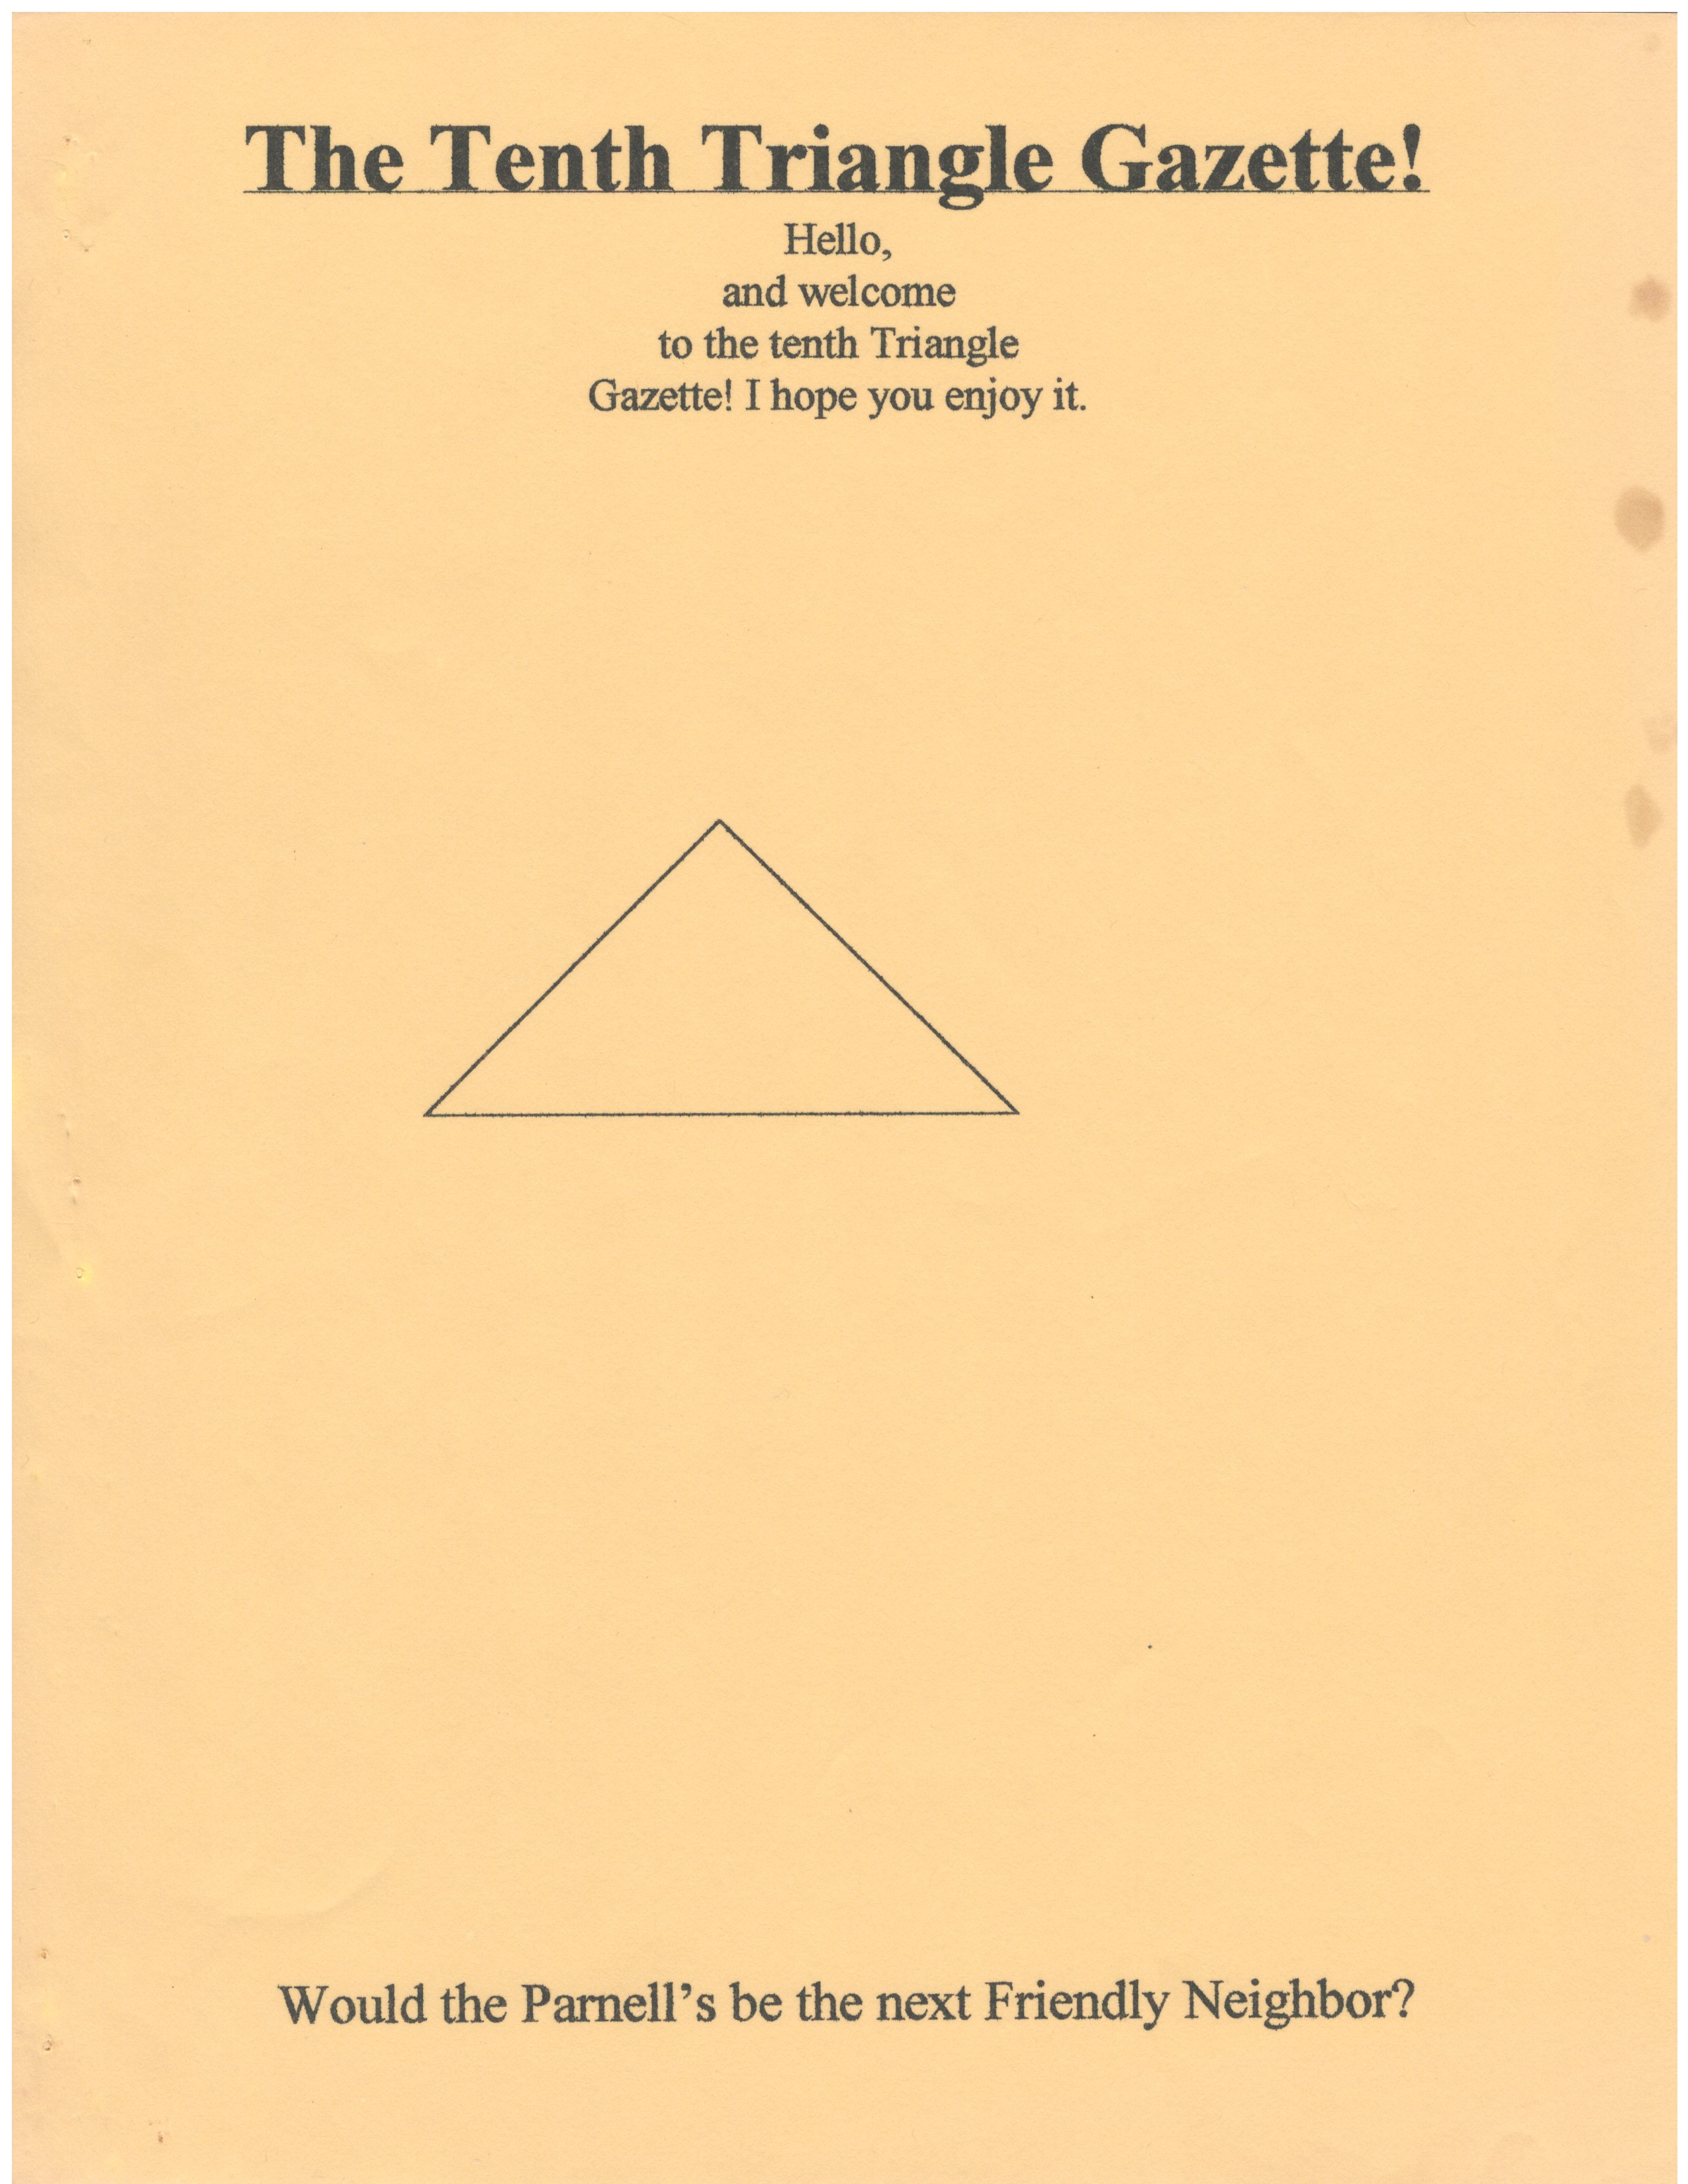 The Tenth Triangle Gazette!
Hello,
and welcome
to the tenth Triangle
Gazette! I hope you enjoy it.
Would the Parnell’s be the next Friendly Neighbor?